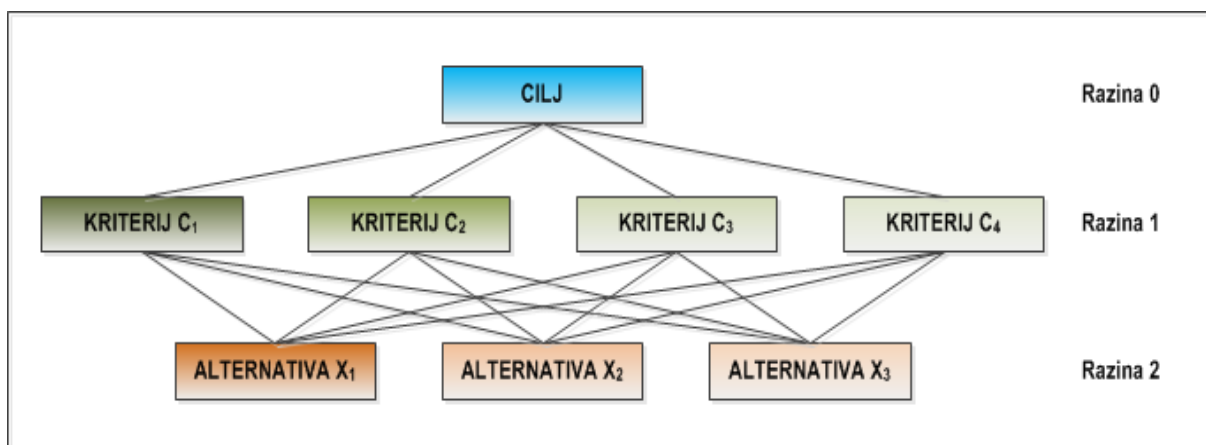 CILJ Razina 0
KRITERIJ C₁ KRITERIJ C₂ KRITERIJ C₃ KRITERIJ C₄ Razina 1
ALTERNATIVA X₁ ALTERNATIVA X₂ ALTERNATIVA X₃ Razina 2